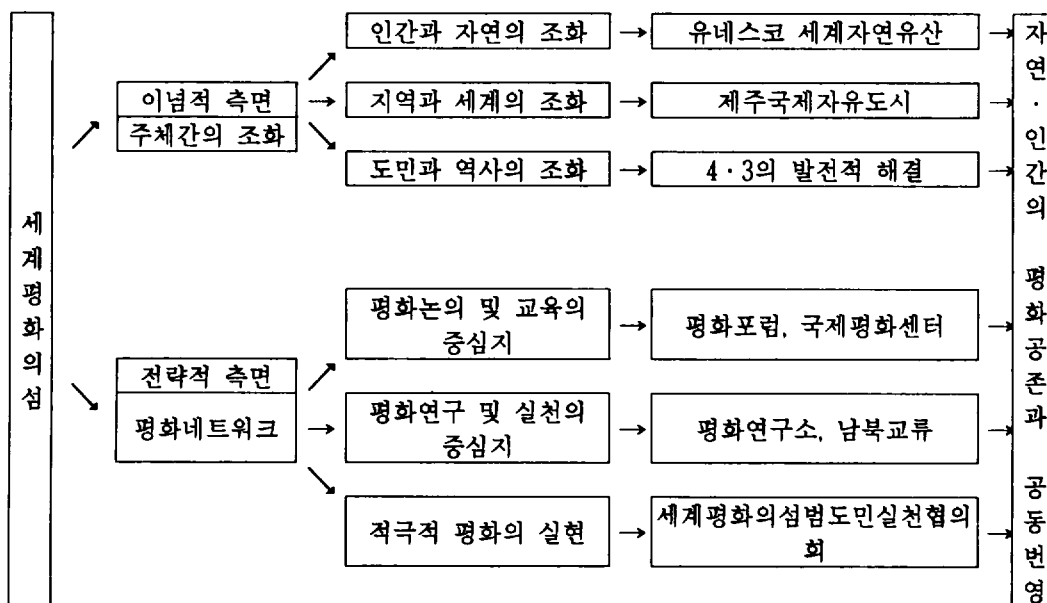 세계평화의섬
이념적 측면
주체간의 조화
인간과 자연의 조화
유네스코 세계자연유산
지역과 세계의 조화
제주국제자유도시
도민과 역사의 조화
4·3의 발전적 해결
전략적 측면
평화네트워크
평화논의 및 교육의
중심지
평화포럼, 국제평화센터
평화연구 및 실천의
중심지
평화연구소, 남북교류
적극적 평화의 실현
세계평화의섬범도민실천협의
회
자연·인간의 평화공존과 공동번영